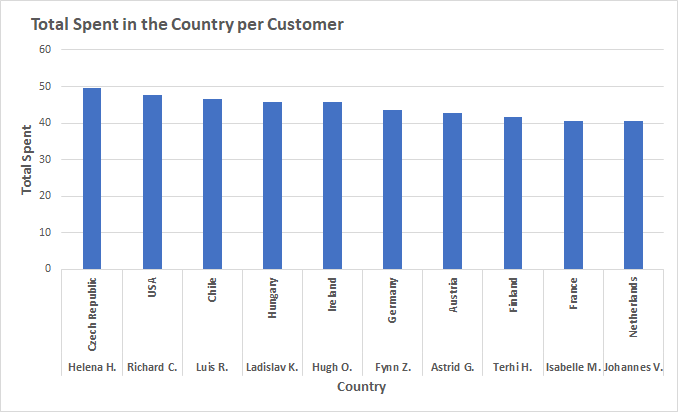 Total Spent in the Country per Customer
60
50
40
30
20
10
0
Total Spent
Czech Republic
USA
Chile
Hungary
Ireland
Germany
Austria
Finland
France
Netherlands
Helena H. Richard C. Luis R. Ladislav K. Hugh O. Fynn Z. Astrid G. Terhi H. Isabelle M. Johannes V.
Country